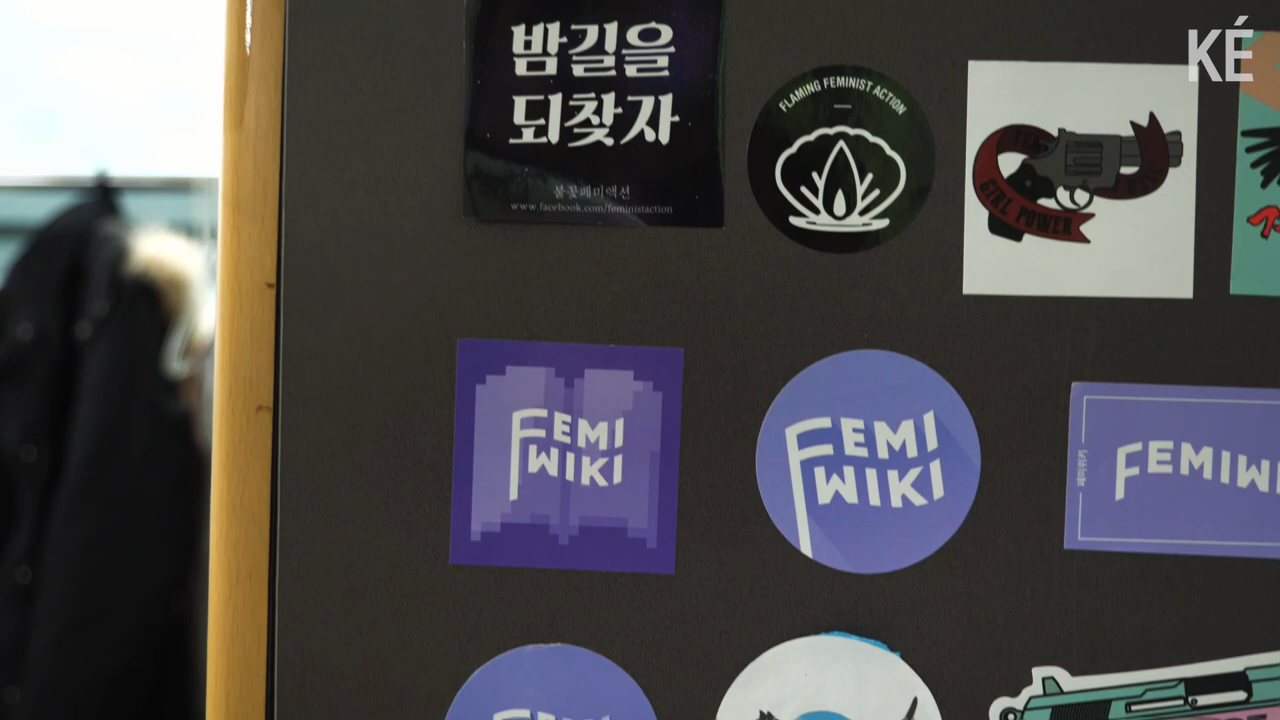 KÉ
밤길을
되찾자
불꽃페미액션
www.facebook.com/feministaction
FLAMING FEMINIST ACTION
GIRL POWER
FEMI
WIKI
FEMI
WIKI
FEMIW